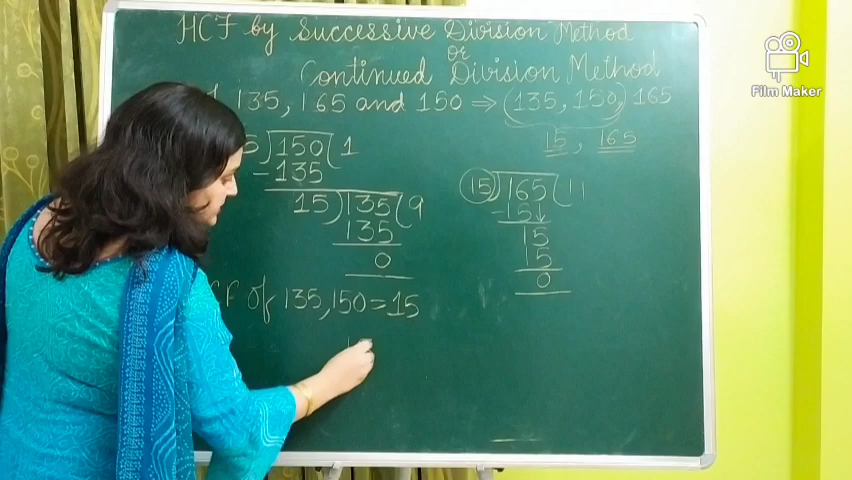 HCF by Successive Division Method
or
Continued Division Method
135, 165 and 150 ⇒ (135, 150), 165
15, 165
5)150(1
-135
15)135(9
135
0
15)165(11
-15↓
15
15
0
of 135,150=15
Film Maker